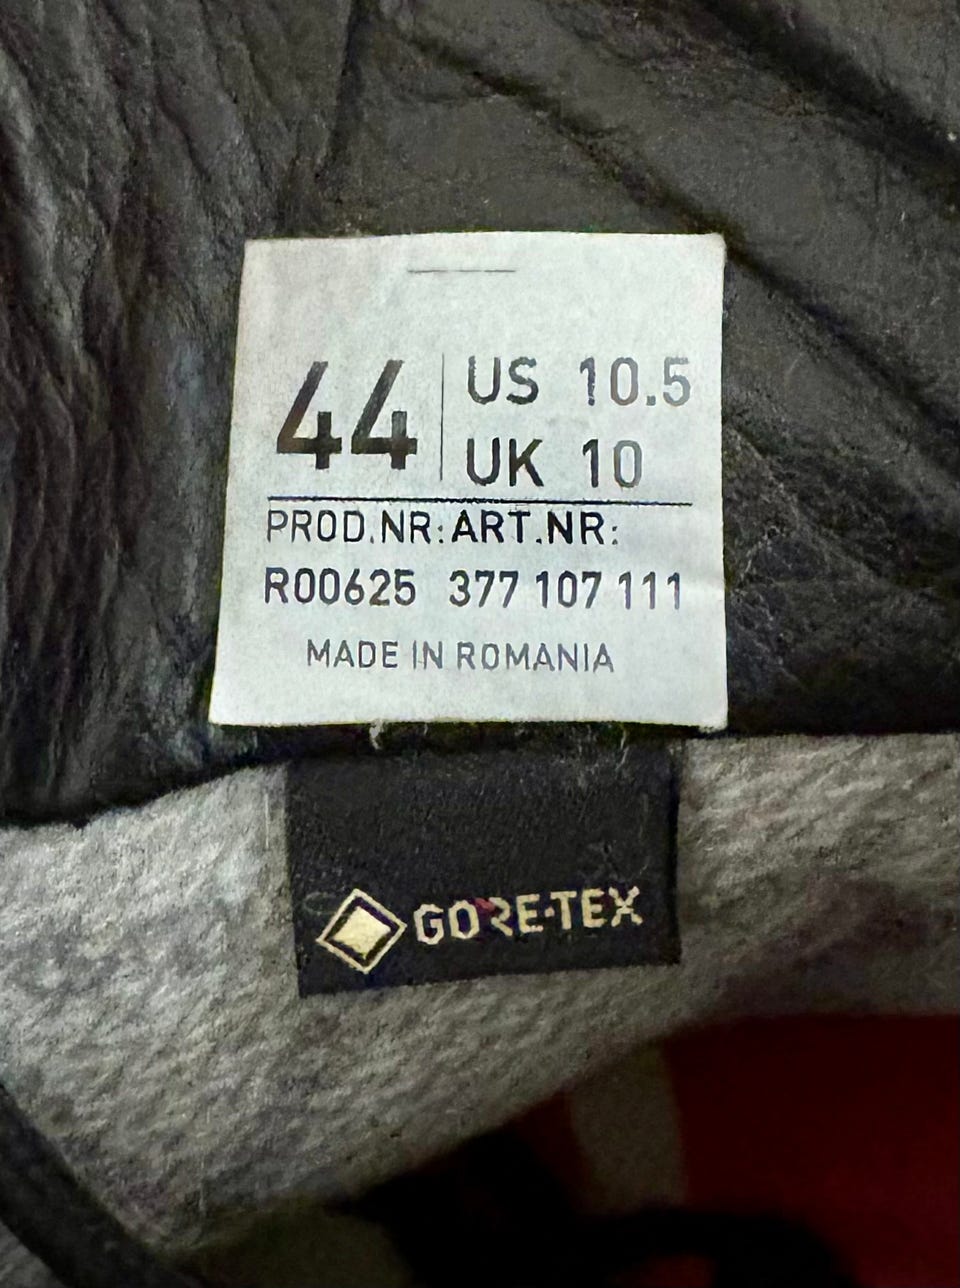 44 US 10.5
UK 10
PROD.NR: ART.NR:
R00625 377 107 111
MADE IN ROMANIA
GORE-TEX